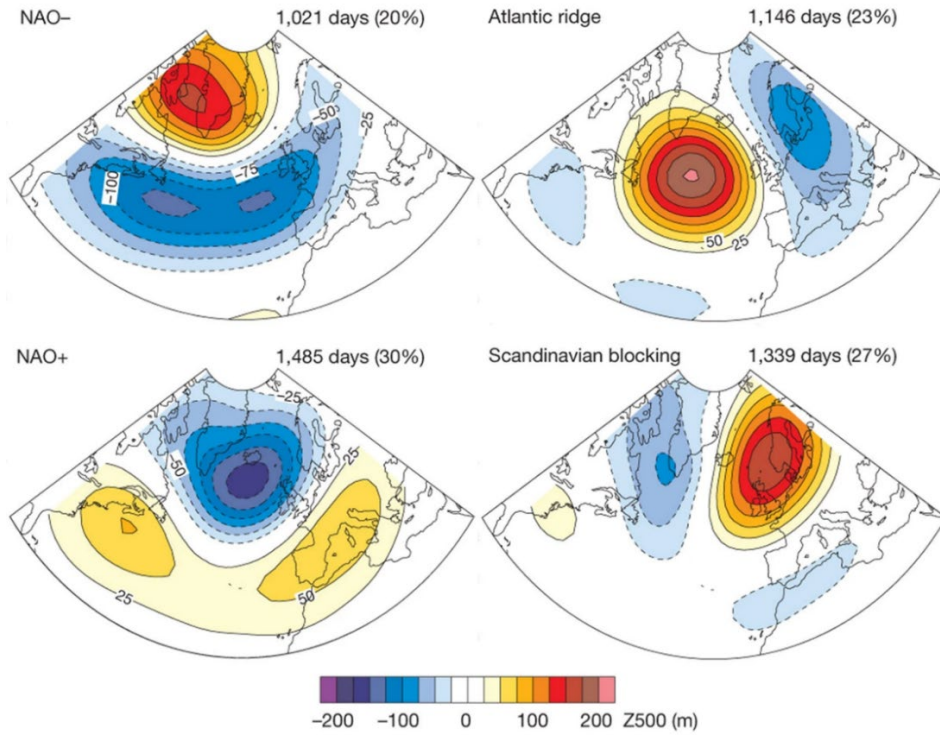 NAO– 1,021 days (20%)
–50
–25
–100
–75
Atlantic ridge 1,146 days (23%)
50
25
NAO+ 1,485 days (30%)
–25
–50
25
25
50
Scandinavian blocking 1,339 days (27%)
–200 –100 0 100 200 Z500 (m)